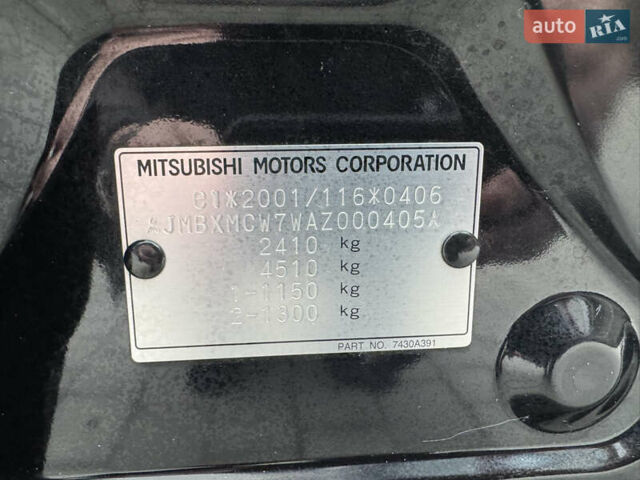 auto RIA.com
MITSUBISHI MOTORS CORPORATION
e1*2001/116*0406
JMBXMCW7WAZ000405
2410 kg
4510 kg
1-1150 kg
2-1300 kg
PART NO. 7430A391